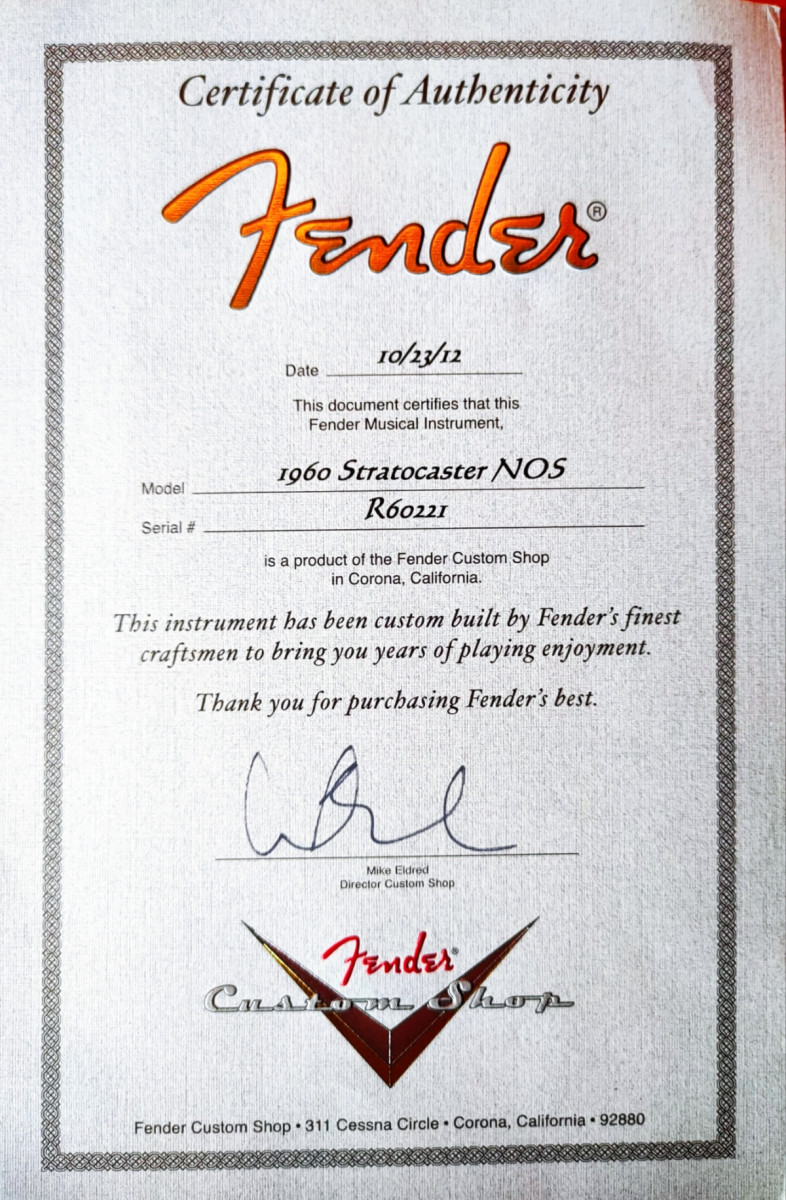 Certificate of Authenticity
Fender®
Date 10/23/12
This document certifies that this
Fender Musical Instrument,
Model 1960 Stratocaster NOS
Serial # R60221
is a product of the Fender Custom Shop
in Corona, California.
This instrument has been custom built by Fender's finest
craftsmen to bring you years of playing enjoyment.
Thank you for purchasing Fender's best.
Mike Eldred
Director Custom Shop
Fender®
Custom Shop
Fender Custom Shop • 311 Cessna Circle • Corona, California • 92880